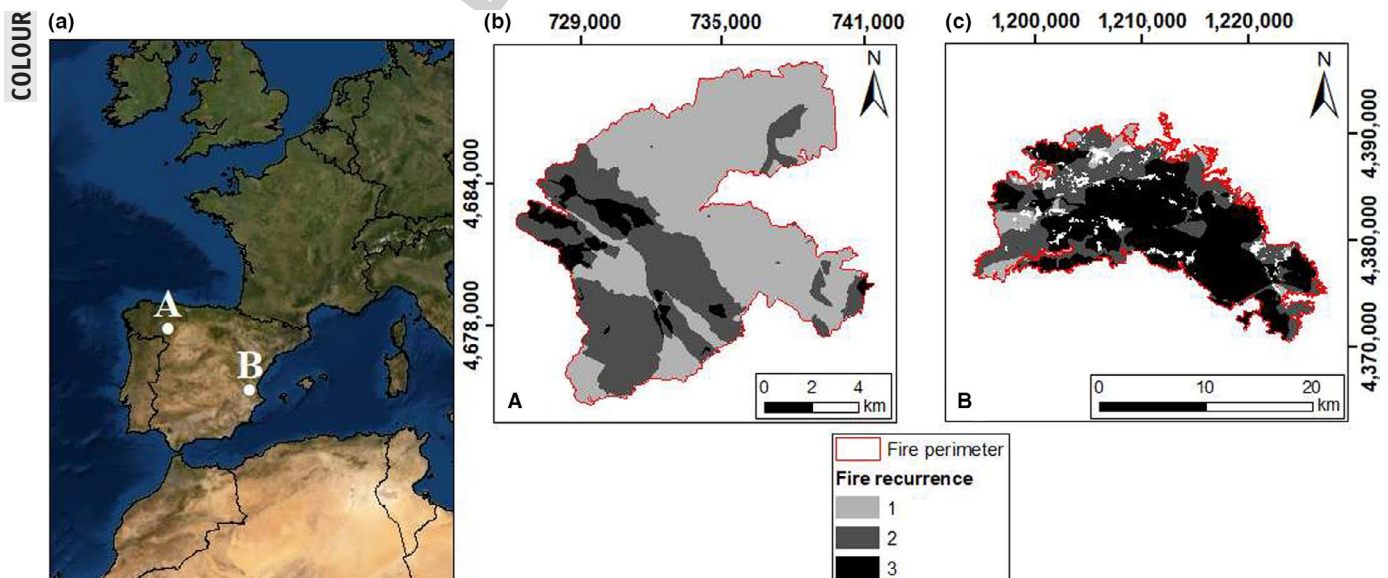 COLOUR
(a)
A
B
(b)
729,000 735,000 741,000
4,684,000
4,678,000
N
A
0 2 4
km
(c)
1,200,000 1,210,000 1,220,000
N
4,390,000
4,380,000
4,370,000
B
0 10 20
km
Fire perimeter
Fire recurrence
1
2
3